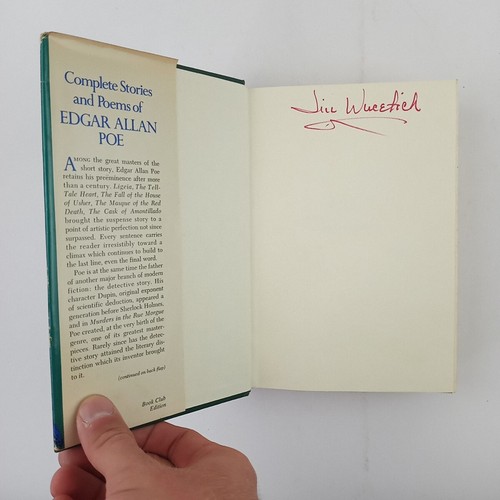 Complete Stories
and Poems of
EDGAR ALLAN
POE
AMONG the great masters of the
short story, Edgar Allan Poe
retains his preëminence after more
than a century. Ligeia, The Tell-
Tale Heart, The Fall of the House
of Usher, The Masque of the Red
Death, The Cask of Amontillado
brought the suspense story to a
point of artistic perfection not since
surpassed. Every sentence carries
the reader irresistibly toward a
climax which continues to build to
the last line, even the final word.
Poe is at the same time the father
of another major branch of modern
fiction: the detective story. His
character Dupin, original exponent
of scientific deduction, appeared a
generation before Sherlock Holmes,
and in Murders in the Rue Morgue
Poe created, at the very birth of the
genre, one of its greatest master-
pieces. Rarely since has the detec-
tive story attained the literary dis-
tinction which its inventor brought
to it.
(continued on back flap)
Book Club
Edition
Jill